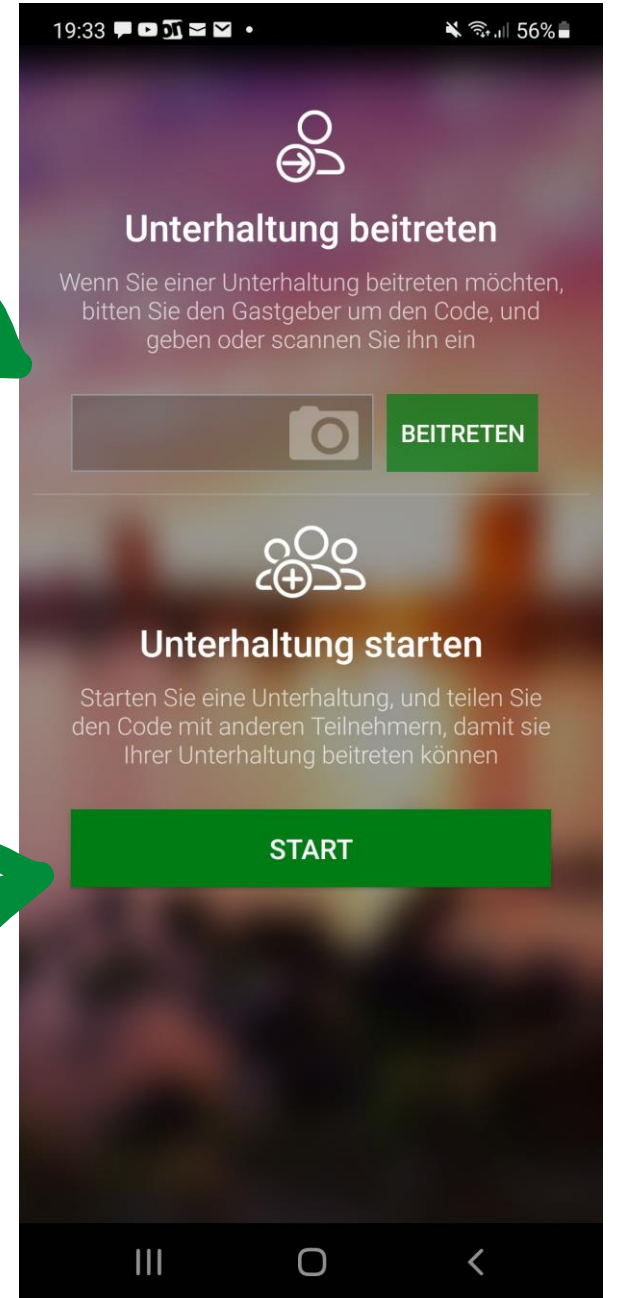 19:33
56%
Unterhaltung beitreten
Wenn Sie einer Unterhaltung beitreten möchten,
bitten Sie den Gastgeber um den Code, und
geben oder scannen Sie ihn ein
BEITRETEN
Unterhaltung starten
Starten Sie eine Unterhaltung, und teilen Sie
den Code mit anderen Teilnehmern, damit sie
Ihrer Unterhaltung beitreten können
START